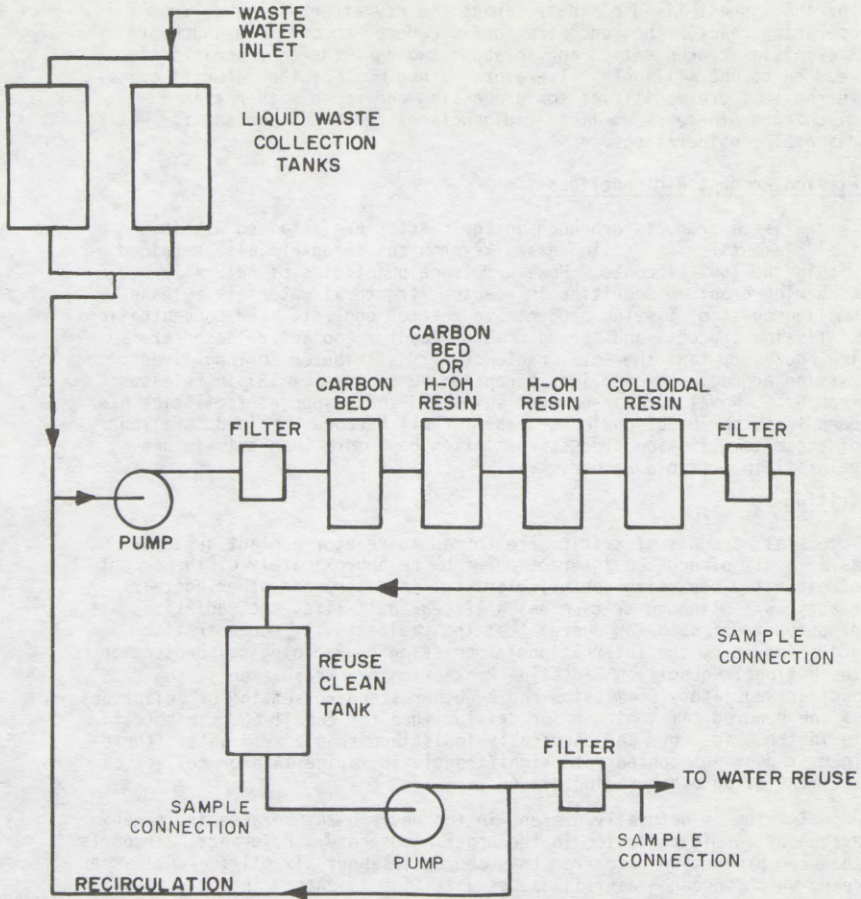 WASTE
WATER
INLET
LIQUID WASTE
COLLECTION
TANKS
CARBON
BED
OR
H-OH
RESIN
CARBON
BED
H-OH
RESIN
COLLOIDAL
RESIN
FILTER
FILTER
PUMP
SAMPLE
CONNECTION
REUSE
CLEAN
TANK
FILTER
TO WATER REUSE
SAMPLE
CONNECTION
PUMP
SAMPLE
CONNECTION
RECIRCULATION